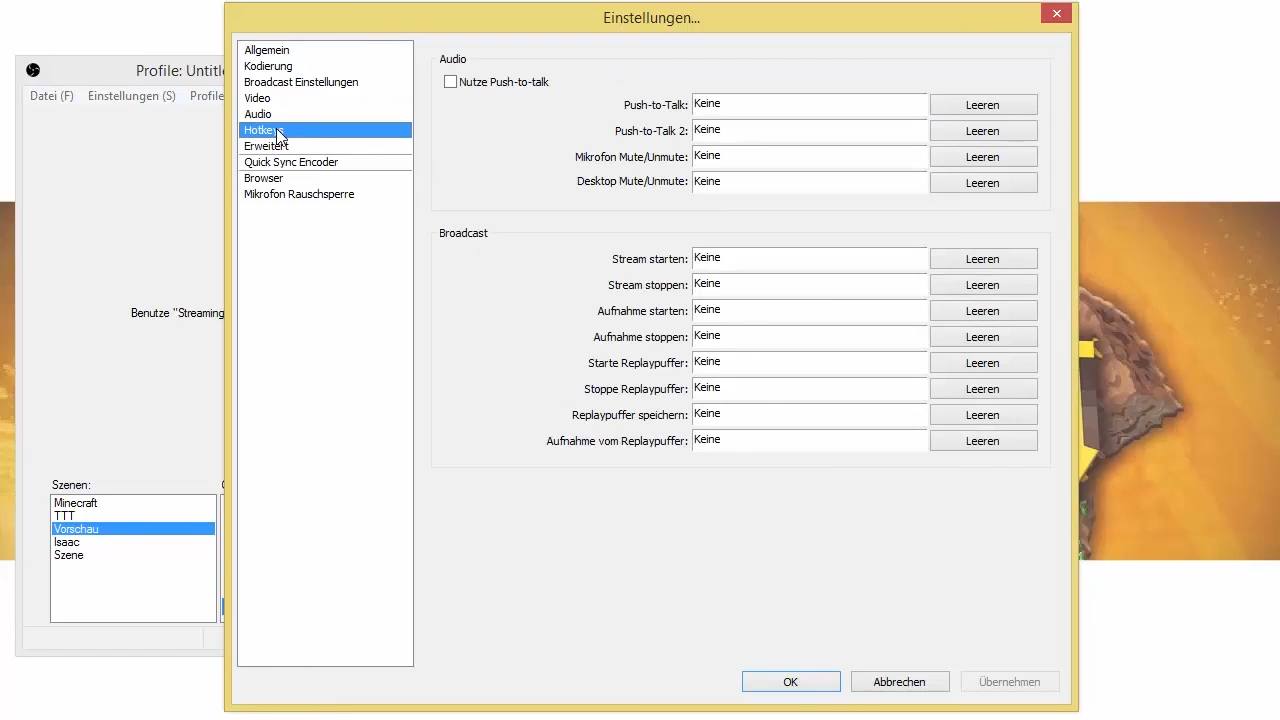 Einstellungen...
Profile: Untitle
Datei (F) Einstellungen (S) Profile
Benutze "Streaming
Szenen:
Minecraft
TTT
Vorschau
Isaac
Szene
Allgemein
Kodierung
Broadcast Einstellungen
Video
Audio
Hotkeys
Erweitert
Quick Sync Encoder
Browser
Mikrofon Rauschsperre
Audio
Nutze Push-to-talk
Push-to-Talk: Keine Leeren
Push-to-Talk 2: Keine Leeren
Mikrofon Mute/Unmute: Keine Leeren
Desktop Mute/Unmute: Keine Leeren
Broadcast
Stream starten: Keine Leeren
Stream stoppen: Keine Leeren
Aufnahme starten: Keine Leeren
Aufnahme stoppen: Keine Leeren
Starte Replaypuffer: Keine Leeren
Stoppe Replaypuffer: Keine Leeren
Replaypuffer speichern: Keine Leeren
Aufnahme vom Replaypuffer: Keine Leeren
OK Abbrechen Übernehmen